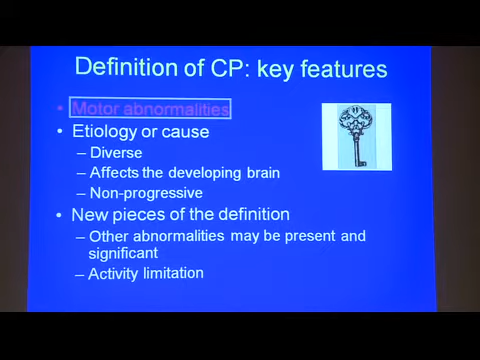 Definition of CP: key features
• Motor abnormalities
• Etiology or cause
– Diverse
– Affects the developing brain
– Non-progressive
• New pieces of the definition
– Other abnormalities may be present and
significant
– Activity limitation